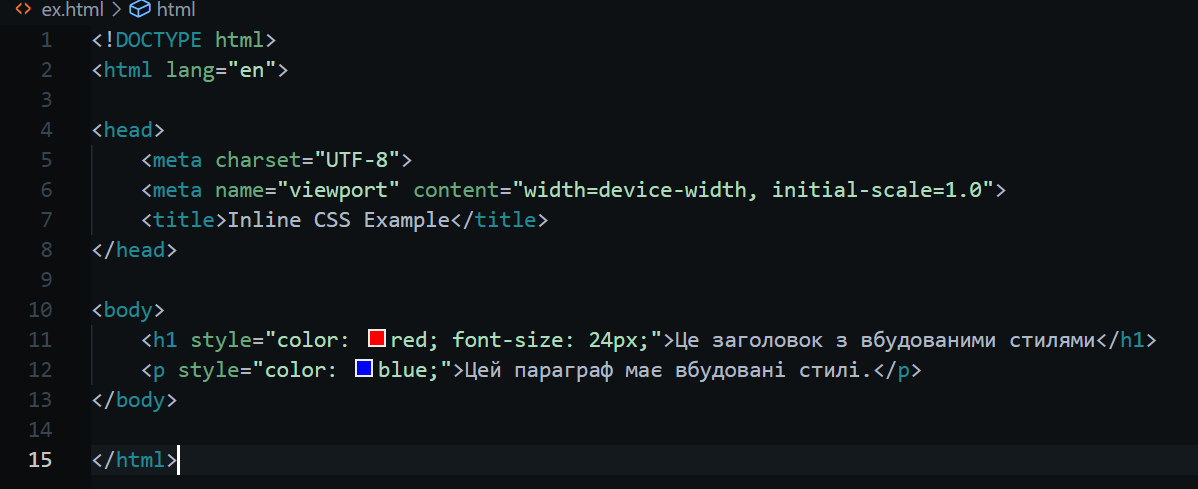 ex.html > html
1 <!DOCTYPE html>
2 <html lang="en">
3
4 <head>
5     <meta charset="UTF-8">
6     <meta name="viewport" content="width=device-width, initial-scale=1.0">
7     <title>Inline CSS Example</title>
8 </head>
9
10 <body>
11     <h1 style="color: red; font-size: 24px;">Це заголовок з вбудованими стилями</h1>
12     <p style="color: blue;">Цей параграф має вбудовані стилі.</p>
13 </body>
14
15 </html>